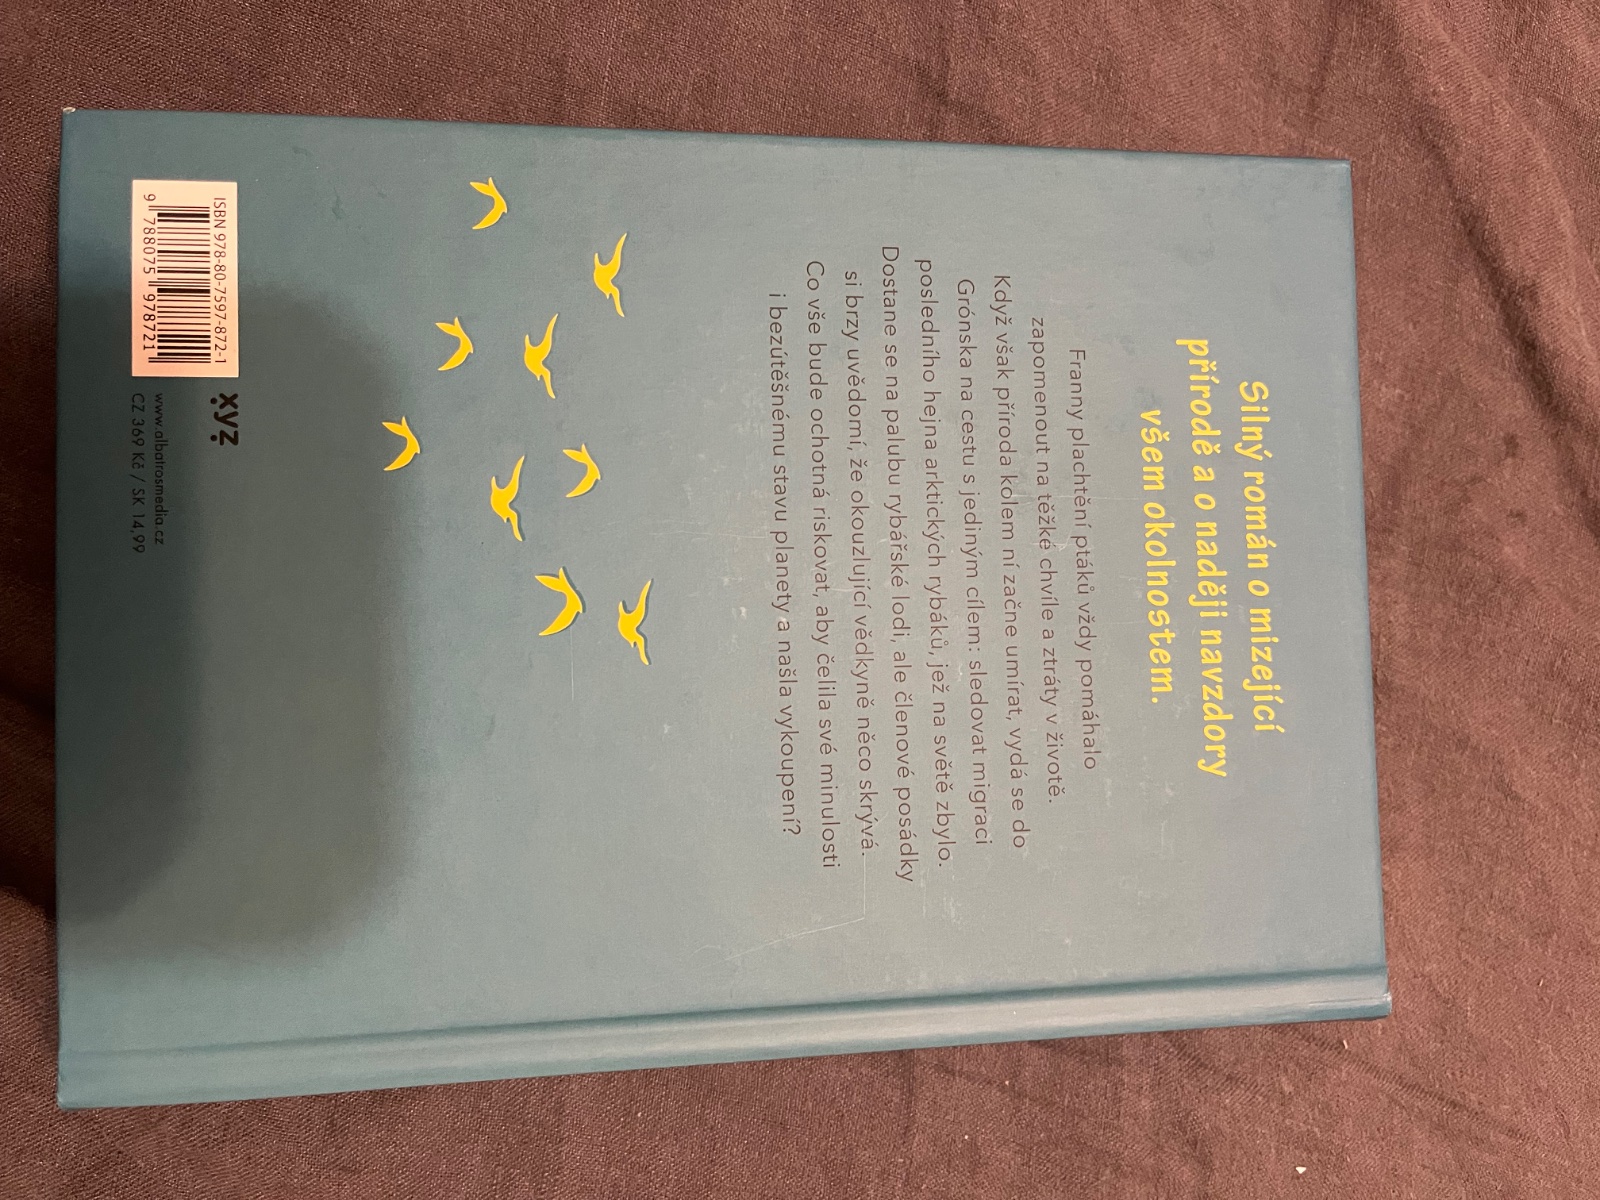 Silný román o mizející
přírodě a o naději navzdory
všem okolnostem.
Franny plachtění ptáků vždy pomáhalo
zapomenout na těžké chvíle a ztráty v životě.
Když však příroda kolem ní začne umírat, vydá se do
Grónska na cestu s jediným cílem: sledovat migraci
posledního hejna arktických rybáků, jež na světě zbylo.
Dostane se na palubu rybářské lodi, ale členové posádky
si brzy uvědomí, že okouzlující vědkyně něco skrývá.
Co vše bude ochotná riskovat, aby čelila své minulosti
i bezútěšnému stavu planety a našla vykoupení?
ISBN 978-80-7597-872-1
9 788075 978721
xyz
www.albatrosmedia.cz
CZ 369 Kč / SK 14,99